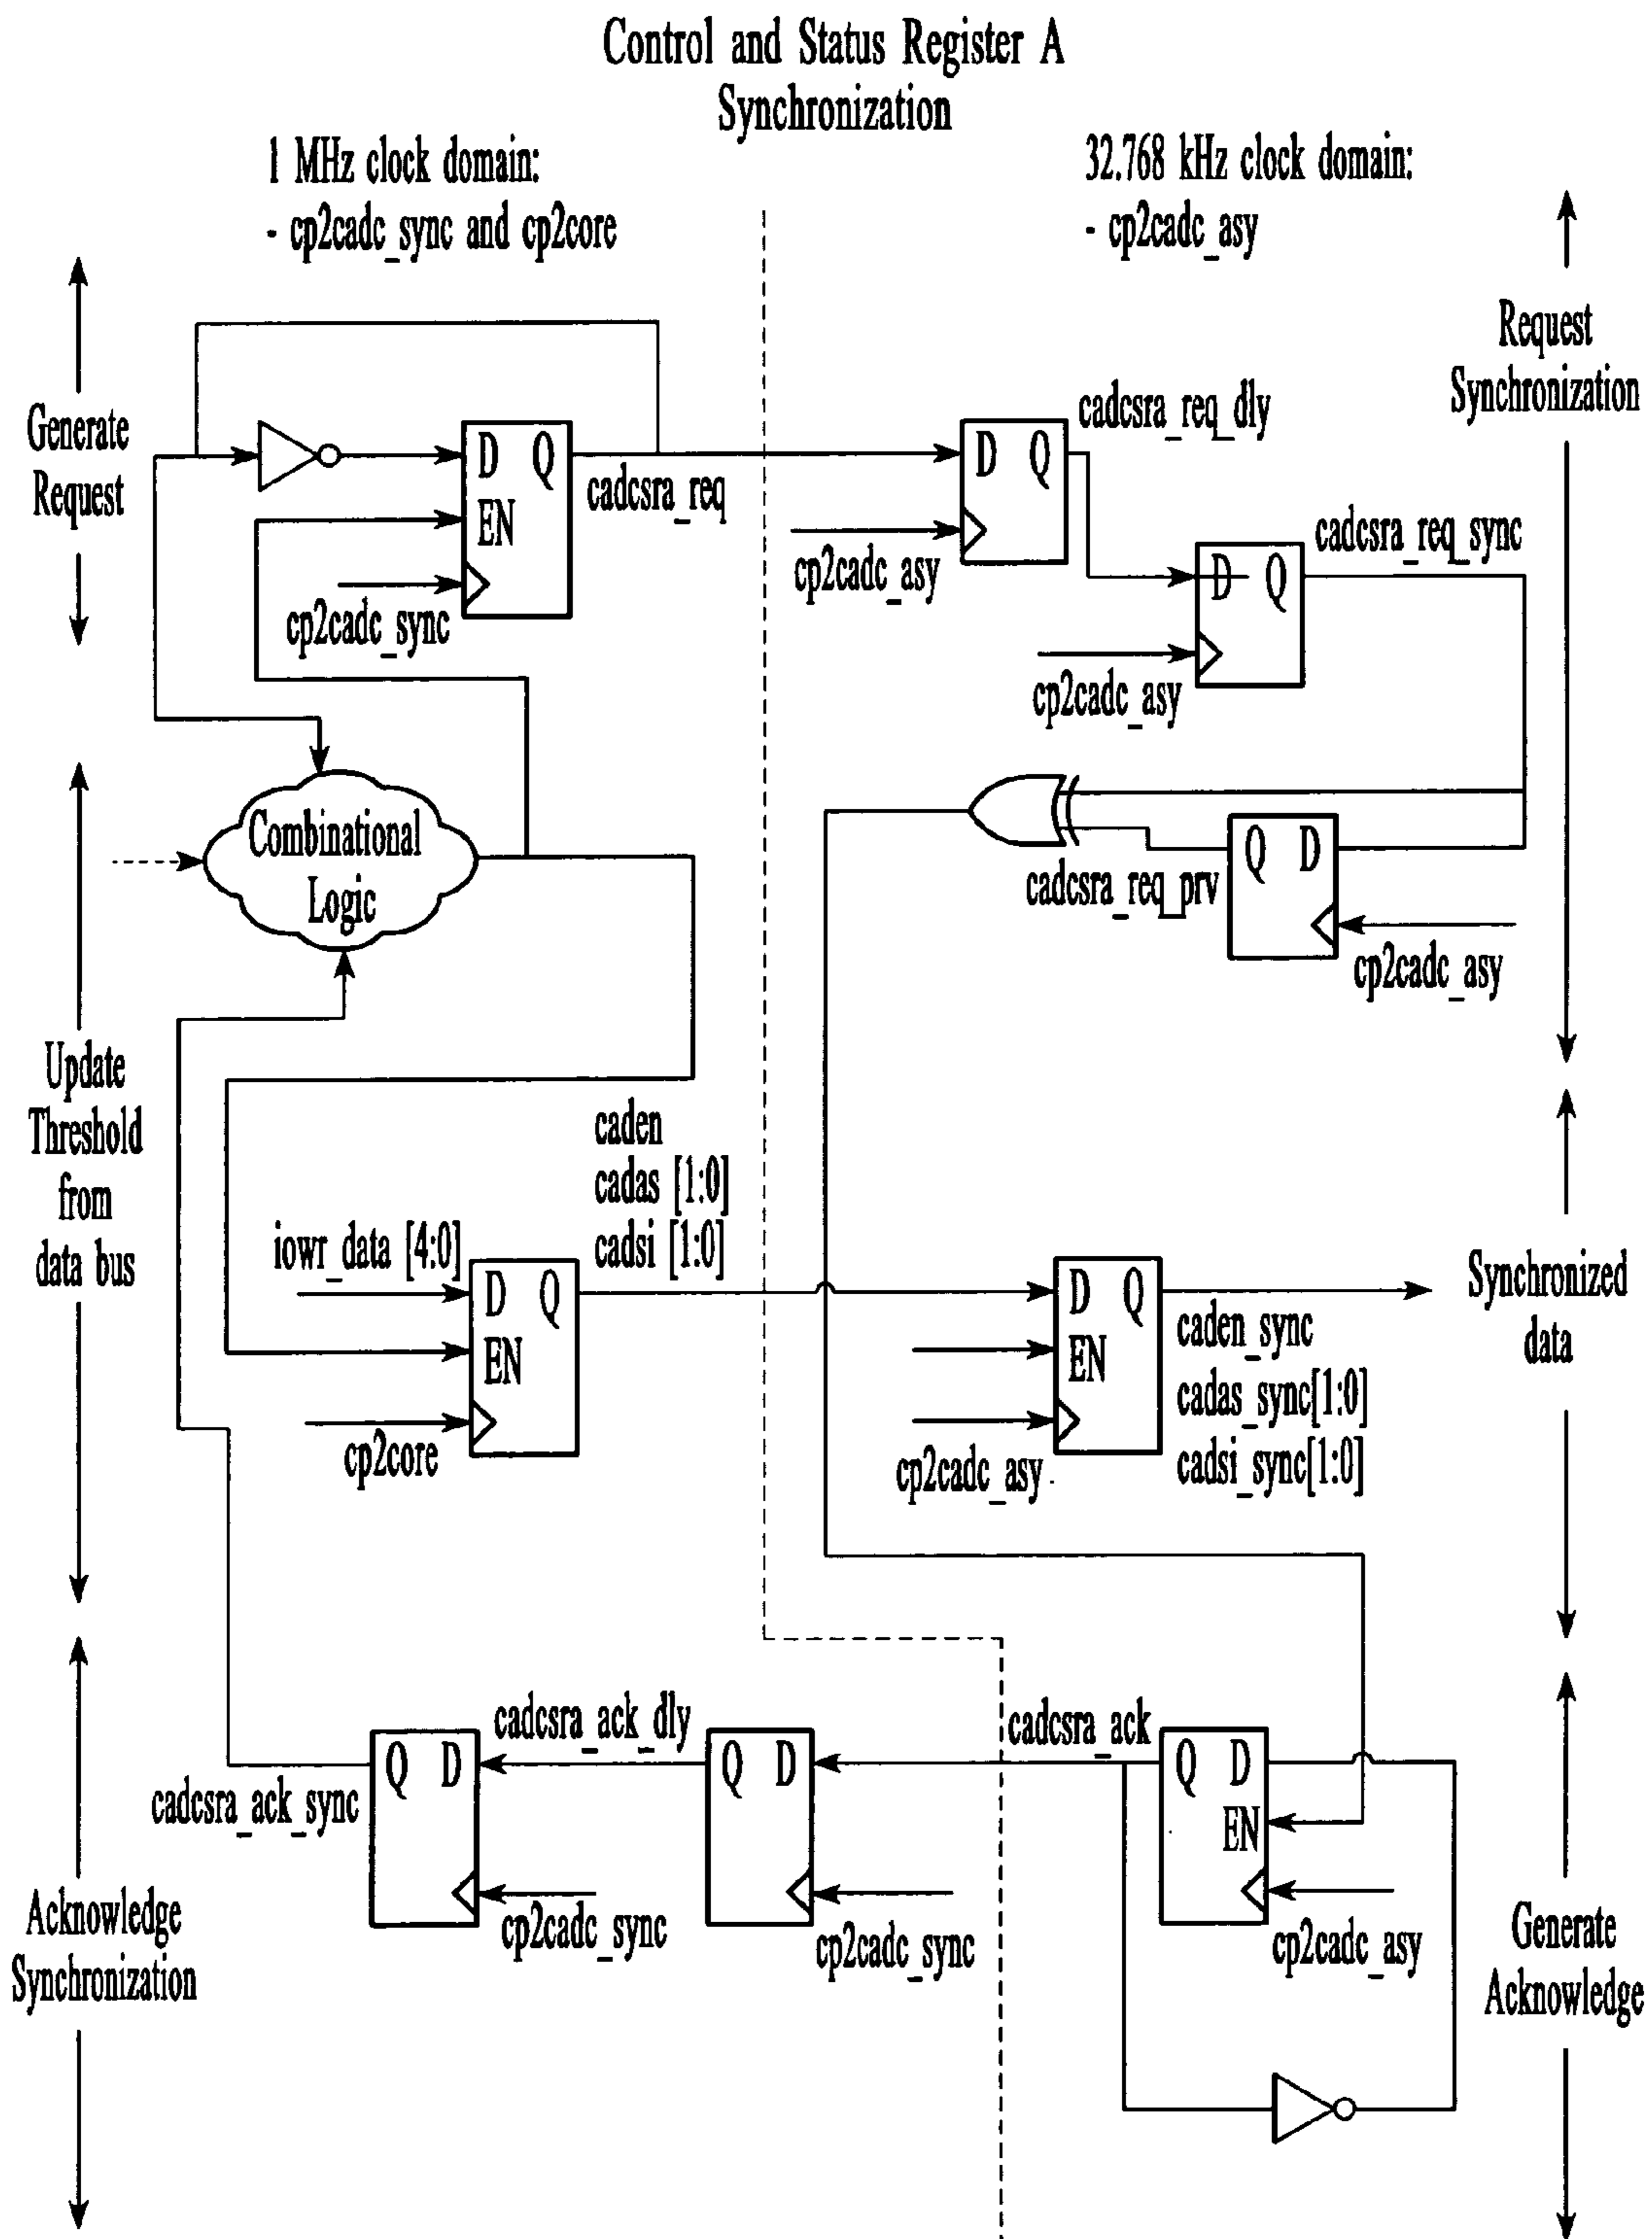 Control and Status Register A
Synchronization
1 MHz clock domain:
- cp2cadc_sync and cp2core
32.768 kHz clock domain:
- cp2cadc_asy
Request
Synchronization
Generate
Request
D Q
EN
cadcsra_req
cp2cadc_sync
D Q
cadcsra_req_dly
cp2cadc_asy
D Q
cadcsra_req_sync
cp2cadc_asy
Combinational
Logic
Q D
cadcsra_req_prv
cp2cadc_asy
Update
Threshold
from
data bus
caden
cadas [1:0]
cadsi [1:0]
iowr_data [4:0]
D Q
EN
cp2core
D Q
EN
cp2cadc_asy
caden_sync
cadas_sync[1:0]
cadsi_sync[1:0]
Synchronized
data
cadcsra_ack_sync
Q D
cadcsra_ack_dly
cp2cadc_sync
Q D
cp2cadc_sync
cadcsra_ack
Q D
EN
cp2cadc_asy
Acknowledge
Synchronization
Generate
Acknowledge